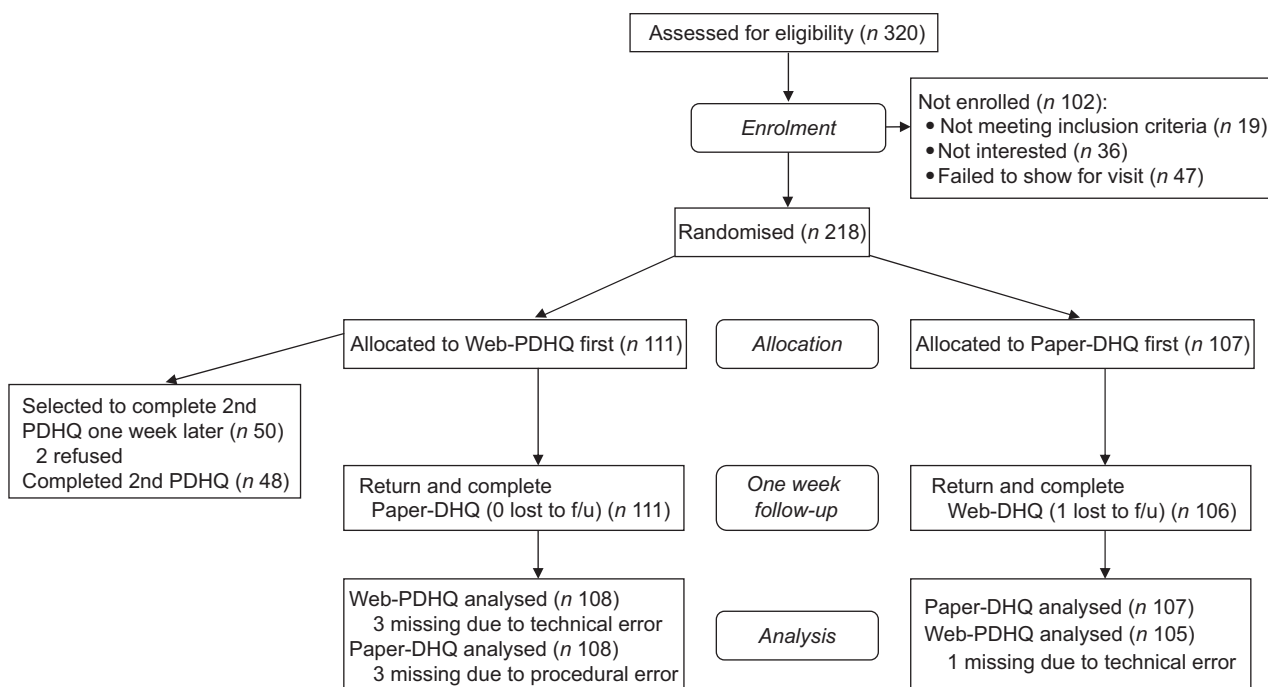 Assessed for eligibility (n 320)
Enrolment
Not enrolled (n 102):
• Not meeting inclusion criteria (n 19)
• Not interested (n 36)
• Failed to show for visit (n 47)
Randomised (n 218)
Allocated to Web-PDHQ first (n 111)
Allocation
Allocated to Paper-DHQ first (n 107)
Selected to complete 2nd
PDHQ one week later (n 50)
2 refused
Completed 2nd PDHQ (n 48)
Return and complete
Paper-DHQ (0 lost to f/u) (n 111)
One week
follow-up
Return and complete
Web-DHQ (1 lost to f/u) (n 106)
Web-PDHQ analysed (n 108)
3 missing due to technical error
Paper-DHQ analysed (n 108)
3 missing due to procedural error
Analysis
Paper-DHQ analysed (n 107)
Web-PDHQ analysed (n 105)
1 missing due to technical error